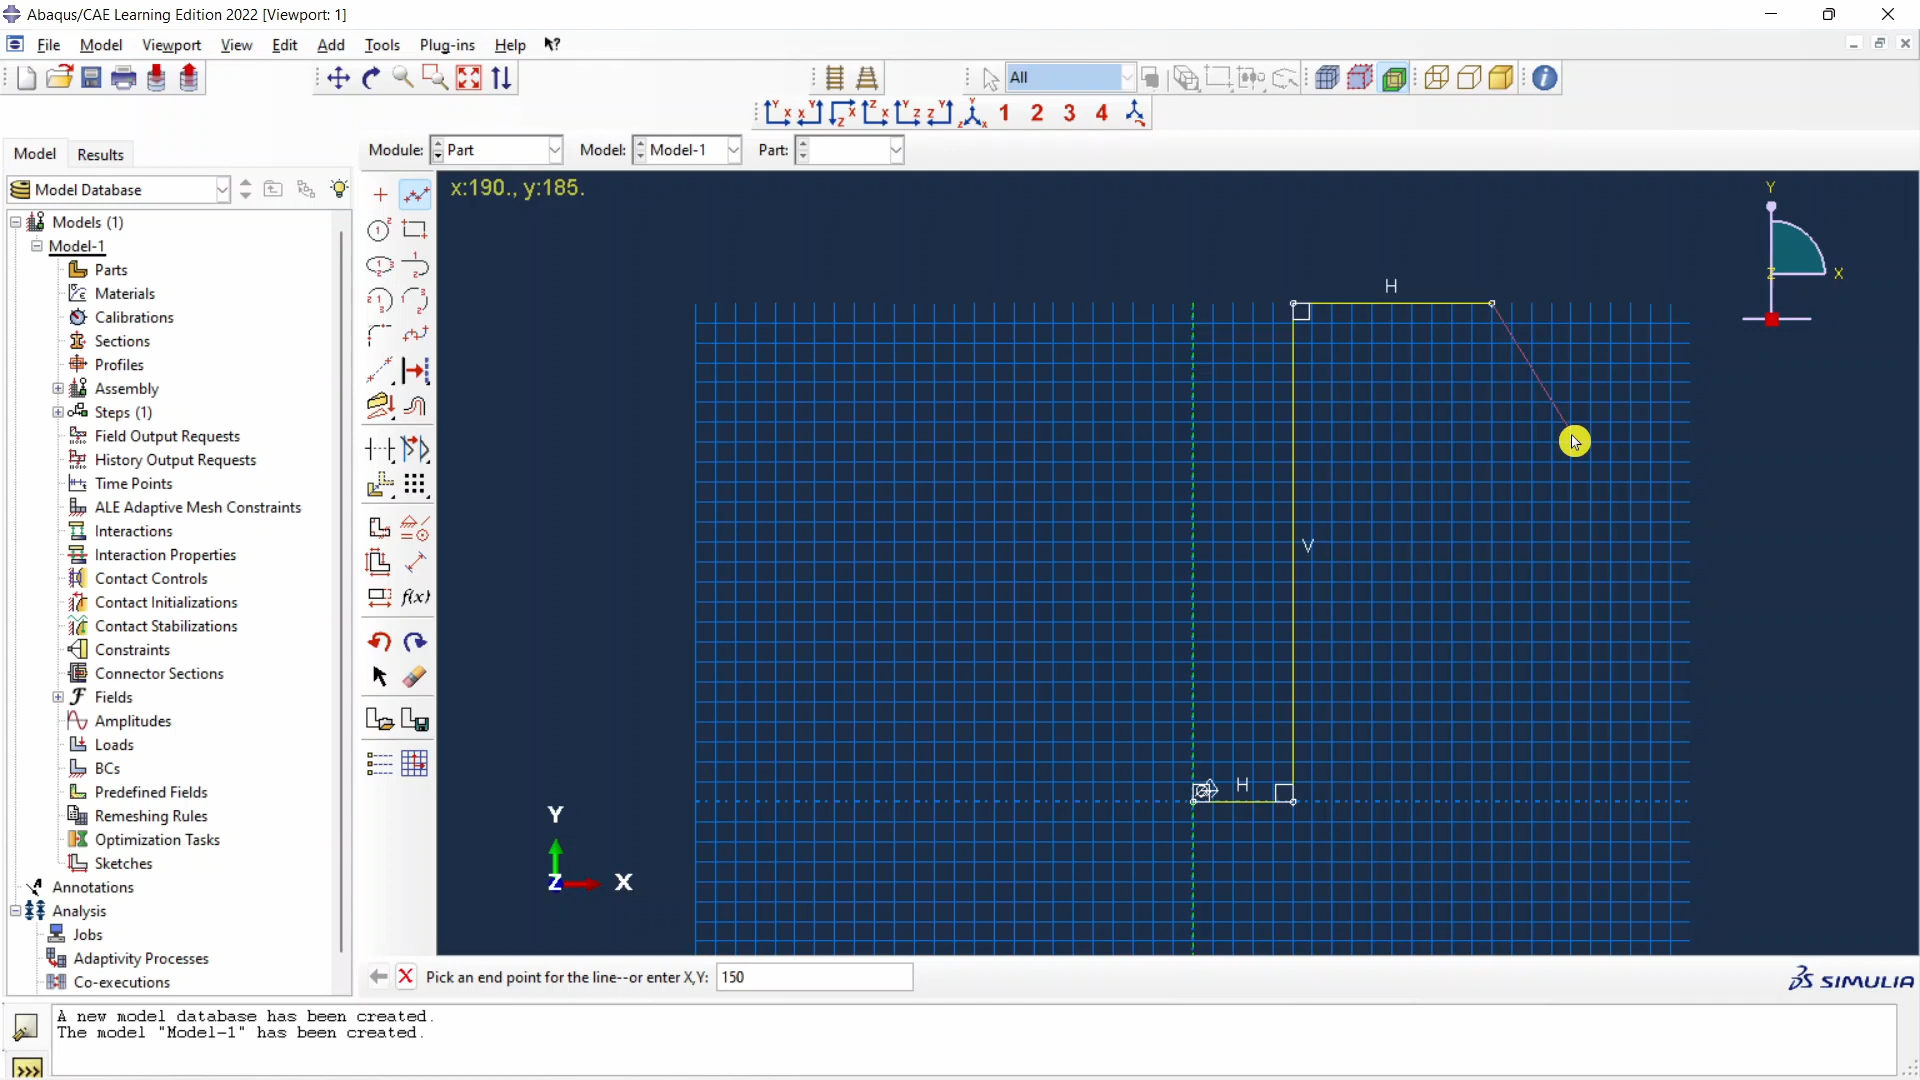 Abaqus/CAE Learning Edition 2022 [Viewport: 1]
File Model Viewport View Edit Add Tools Plug-ins Help
All
1 2 3 4
Model Results
Module: Part Model: Model-1 Part:
Model Database
x:190., y:185.
Models (1)
Model-1
Parts
Materials
Calibrations
Sections
Profiles
Assembly
Steps (1)
Field Output Requests
History Output Requests
Time Points
ALE Adaptive Mesh Constraints
Interactions
Interaction Properties
Contact Controls
Contact Initializations
Contact Stabilizations
Constraints
Connector Sections
Fields
Amplitudes
Loads
BCs
Predefined Fields
Remeshing Rules
Optimization Tasks
Sketches
Annotations
Analysis
Jobs
Adaptivity Processes
Co-executions
f(x)
Y
X
Z
H
V
H
Y
Z X
Pick an end point for the line--or enter X,Y: 150
SIMULIA
A new model database has been created.
The model "Model-1" has been created.
>>>